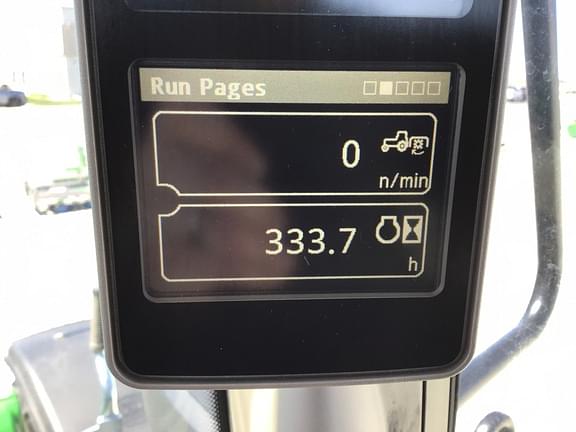 Run Pages
0
n/min
333.7
h